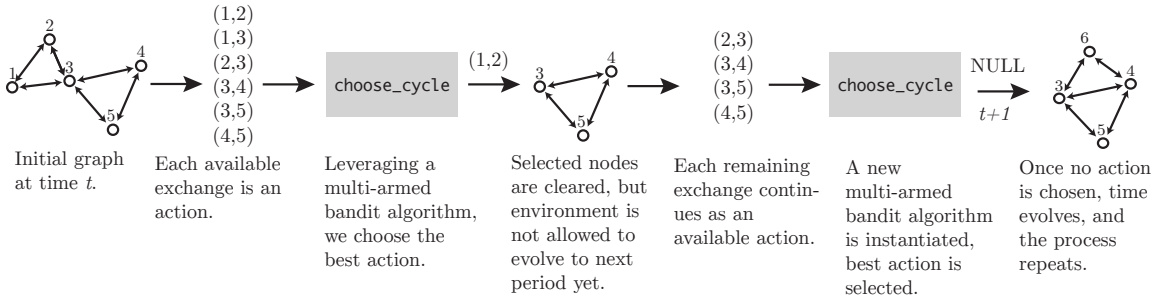 1
2
3
4
5
Initial graph
at time t.
(1,2)
(1,3)
(2,3)
(3,4)
(3,5)
(4,5)
Each available
exchange is an
action.
choose_cycle
Leveraging a
multi-armed
bandit algorithm,
we choose the
best action.
(1,2)
3
4
5
Selected nodes
are cleared, but
environment is
not allowed to
evolve to next
period yet.
(2,3)
(3,4)
(3,5)
(4,5)
Each remaining
exchange contin-
ues as an
available action.
choose_cycle
A new
multi-armed
bandit algorithm
is instantiated,
best action is
selected.
NULL
t+1
6
3
4
5
Once no action
is chosen, time
evolves, and
the process
repeats.